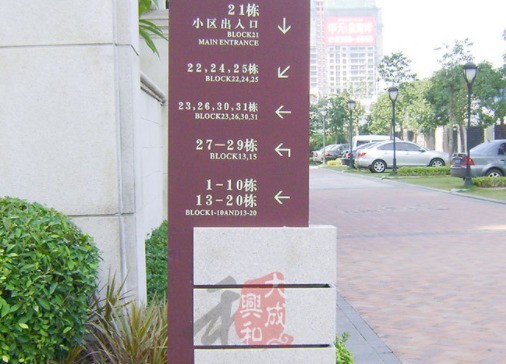 21栋
小区出入口
BLOCK21
MAIN ENTRANCE
22,24,25栋
BLOCK22,24,25
23,26,30,31栋
BLOCK23,26,30,31
27－29栋
BLOCK13,15
1-10栋
13-20栋
BLOCK1-10AND13-20
大成
興和